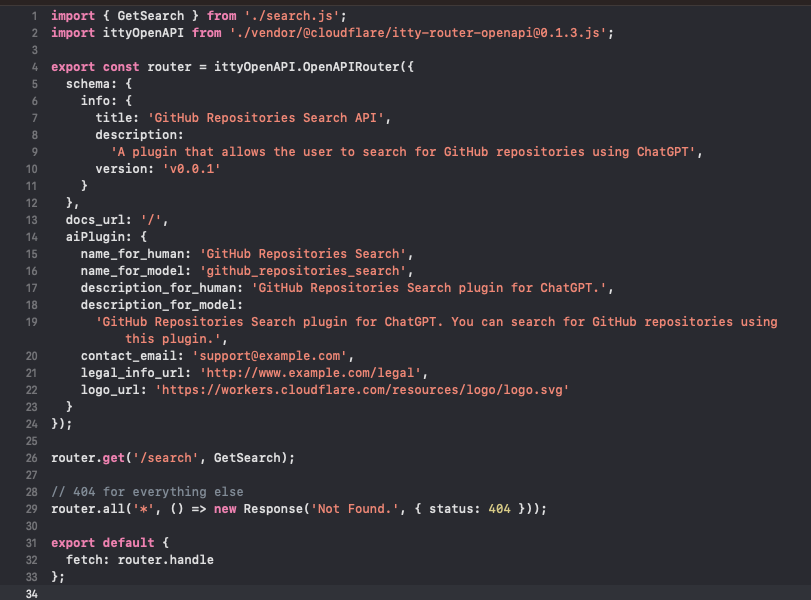 1 import { GetSearch } from './search.js';
2 import ittyOpenAPI from './vendor/@cloudflare/itty-router-openapi@0.1.3.js';
3
4 export const router = ittyOpenAPI.OpenAPIRouter({
5   schema: {
6     info: {
7       title: 'GitHub Repositories Search API',
8       description:
9         'A plugin that allows the user to search for GitHub repositories using ChatGPT',
10       version: 'v0.0.1'
11     }
12   },
13   docs_url: '/',
14   aiPlugin: {
15     name_for_human: 'GitHub Repositories Search',
16     name_for_model: 'github_repositories_search',
17     description_for_human: 'GitHub Repositories Search plugin for ChatGPT.',
18     description_for_model:
19       'GitHub Repositories Search plugin for ChatGPT. You can search for GitHub repositories using
          this plugin.',
20     contact_email: 'support@example.com',
21     legal_info_url: 'http://www.example.com/legal',
22     logo_url: 'https://workers.cloudflare.com/resources/logo/logo.svg'
23   }
24 });
25
26 router.get('/search', GetSearch);
27
28 // 404 for everything else
29 router.all('*', () => new Response('Not Found.', { status: 404 }));
30
31 export default {
32   fetch: router.handle
33 };
34